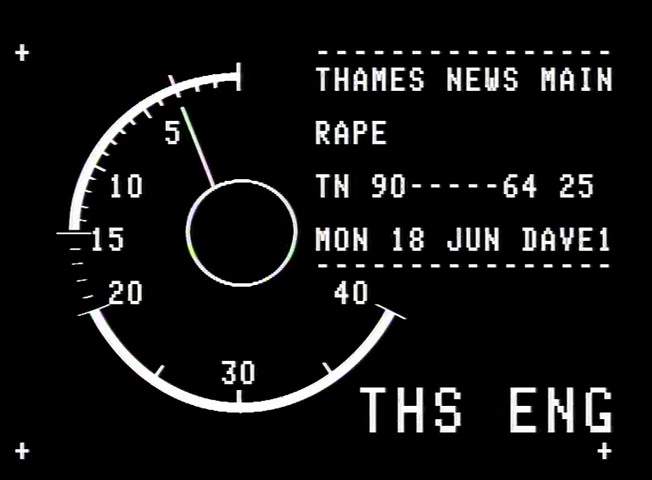 ----------------
THAMES NEWS MAIN
RAPE
TN 90-----64 25
MON 18 JUN DAVE1
----------------
5
10
15
20
40
30
THS ENG